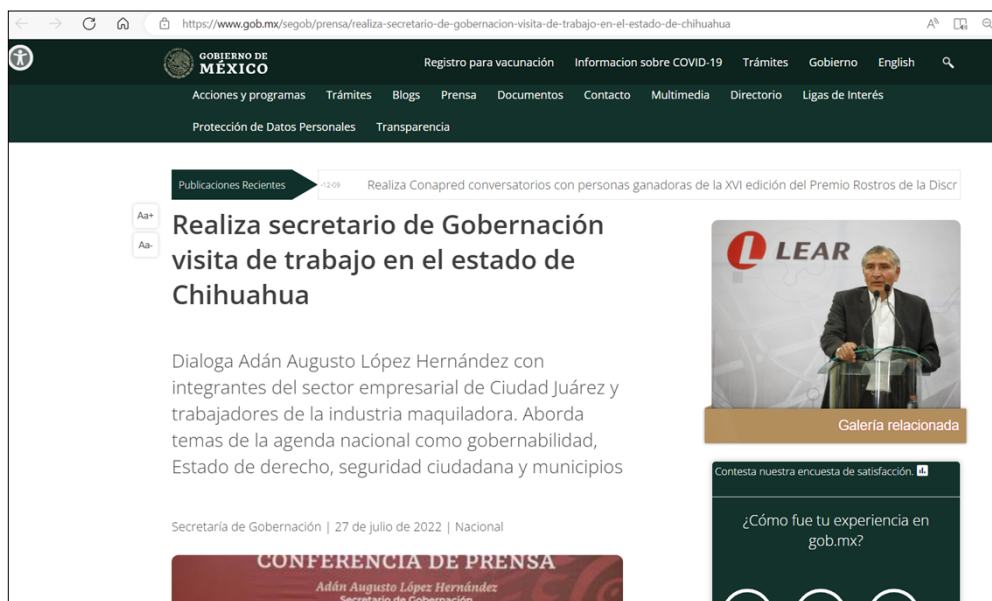 https://www.gob.mx/segob/prensa/realiza-secretario-de-gobernacion-visita-de-trabajo-en-el-estado-de-chihuahua
GOBIERNO DE
MÉXICO
Registro para vacunación Informacion sobre COVID-19 Trámites Gobierno English
Acciones y programas Trámites Blogs Prensa Documentos Contacto Multimedia Directorio Ligas de Interés
Protección de Datos Personales Transparencia
Publicaciones Recientes -12-09 Realiza Conapred conversatorios con personas ganadoras de la XVI edición del Premio Rostros de la Discr
Aa+
Aa-
Realiza secretario de Gobernación
visita de trabajo en el estado de
Chihuahua
Dialoga Adán Augusto López Hernández con
integrantes del sector empresarial de Ciudad Juárez y
trabajadores de la industria maquiladora. Aborda
temas de la agenda nacional como gobernabilidad,
Estado de derecho, seguridad ciudadana y municipios
Secretaría de Gobernación | 27 de julio de 2022 | Nacional
CONFERENCIA DE PRENSA
Adán Augusto López Hernández
Secretario de Gobernación
LEAR
Galería relacionada
Contesta nuestra encuesta de satisfacción.
¿Cómo fue tu experiencia en
gob.mx?